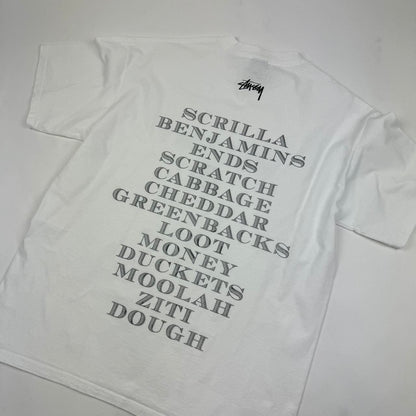 Stüssy
SCRILLA
BENJAMINS
ENDS
SCRATCH
CABBAGE
CHEDDAR
GREENBACKS
LOOT
MONEY
DUCKETS
MOOLAH
ZITI
DOUGH